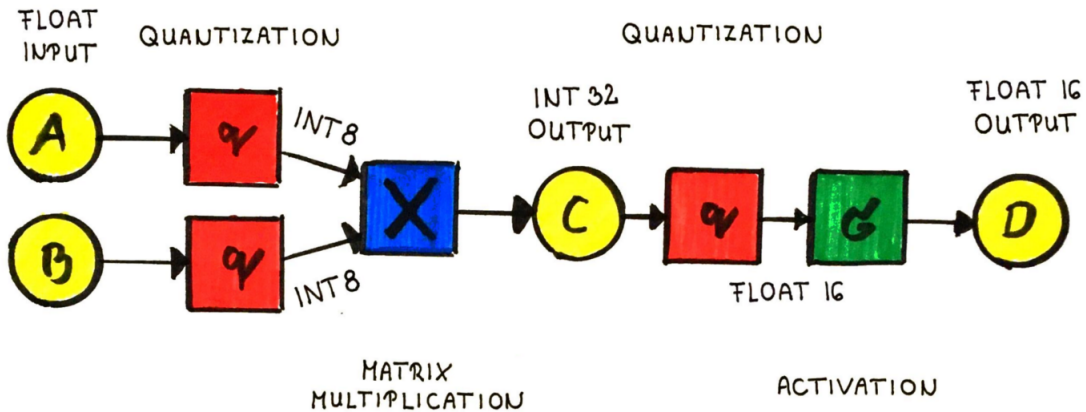 FLOAT
INPUT
QUANTIZATION
QUANTIZATION
INT 32
OUTPUT
FLOAT 16
OUTPUT
A
q
INT8
B
q
INT8
X
C
q
G
D
FLOAT 16
MATRIX
MULTIPLICATION
ACTIVATION